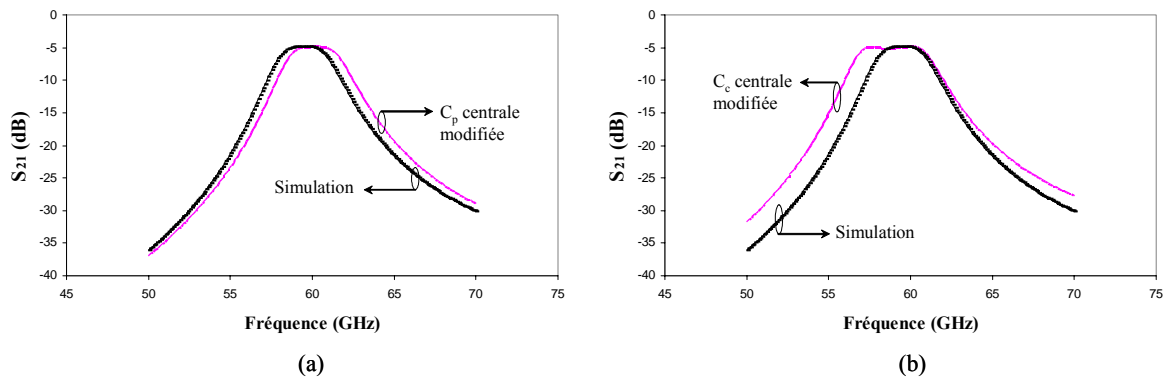 0
-5
-10
-15
-20
-25
-30
-35
-40
S21 (dB)
45 50 55 60 65 70 75
Fréquence (GHz)
Cp centrale
modifiée
Simulation
(a)
0
-5
-10
-15
-20
-25
-30
-35
-40
S21 (dB)
45 50 55 60 65 70 75
Fréquence (GHz)
Cc centrale
modifiée
Simulation
(b)